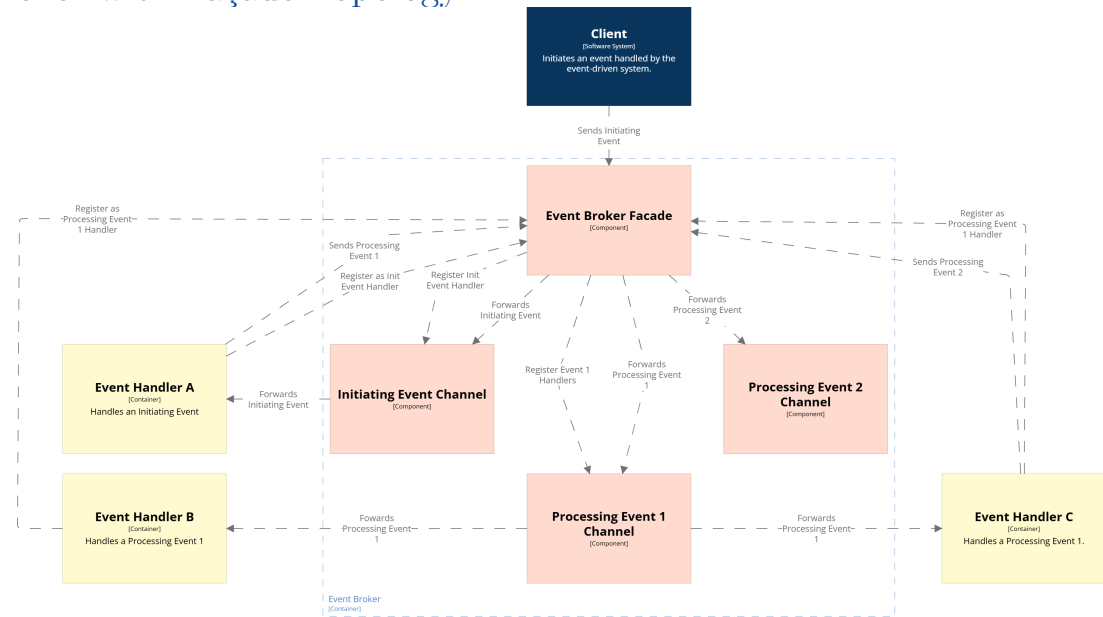 Client
[Software System]
Initiates an event handled by the
event-driven system.
Sends Initiating
Event
Event Broker Facade
[Component]
Register as
Processing Event
1 Handler
Sends Processing
Event 1
Register as Init
Event Handler
Register Init
Event Handler
Forwards
Initiating Event
Forwards
Processing Event
2
Register as
Processing Event
1 Handler
Sends Processing
Event 2
Event Handler A
[Container]
Handles an Initiating Event
Forwards
Initiating Event
Initiating Event Channel
[Component]
Register Event 1
Handlers
Forwards
Processing Event
1
Processing Event 2
Channel
[Component]
Event Handler B
[Container]
Handles a Processing Event 1
Fowards
Processing Event
1
Processing Event 1
Channel
[Component]
Forwards
Processing Event
1
Event Handler C
[Container]
Handles a Processing Event 1.
Event Broker
[Container]